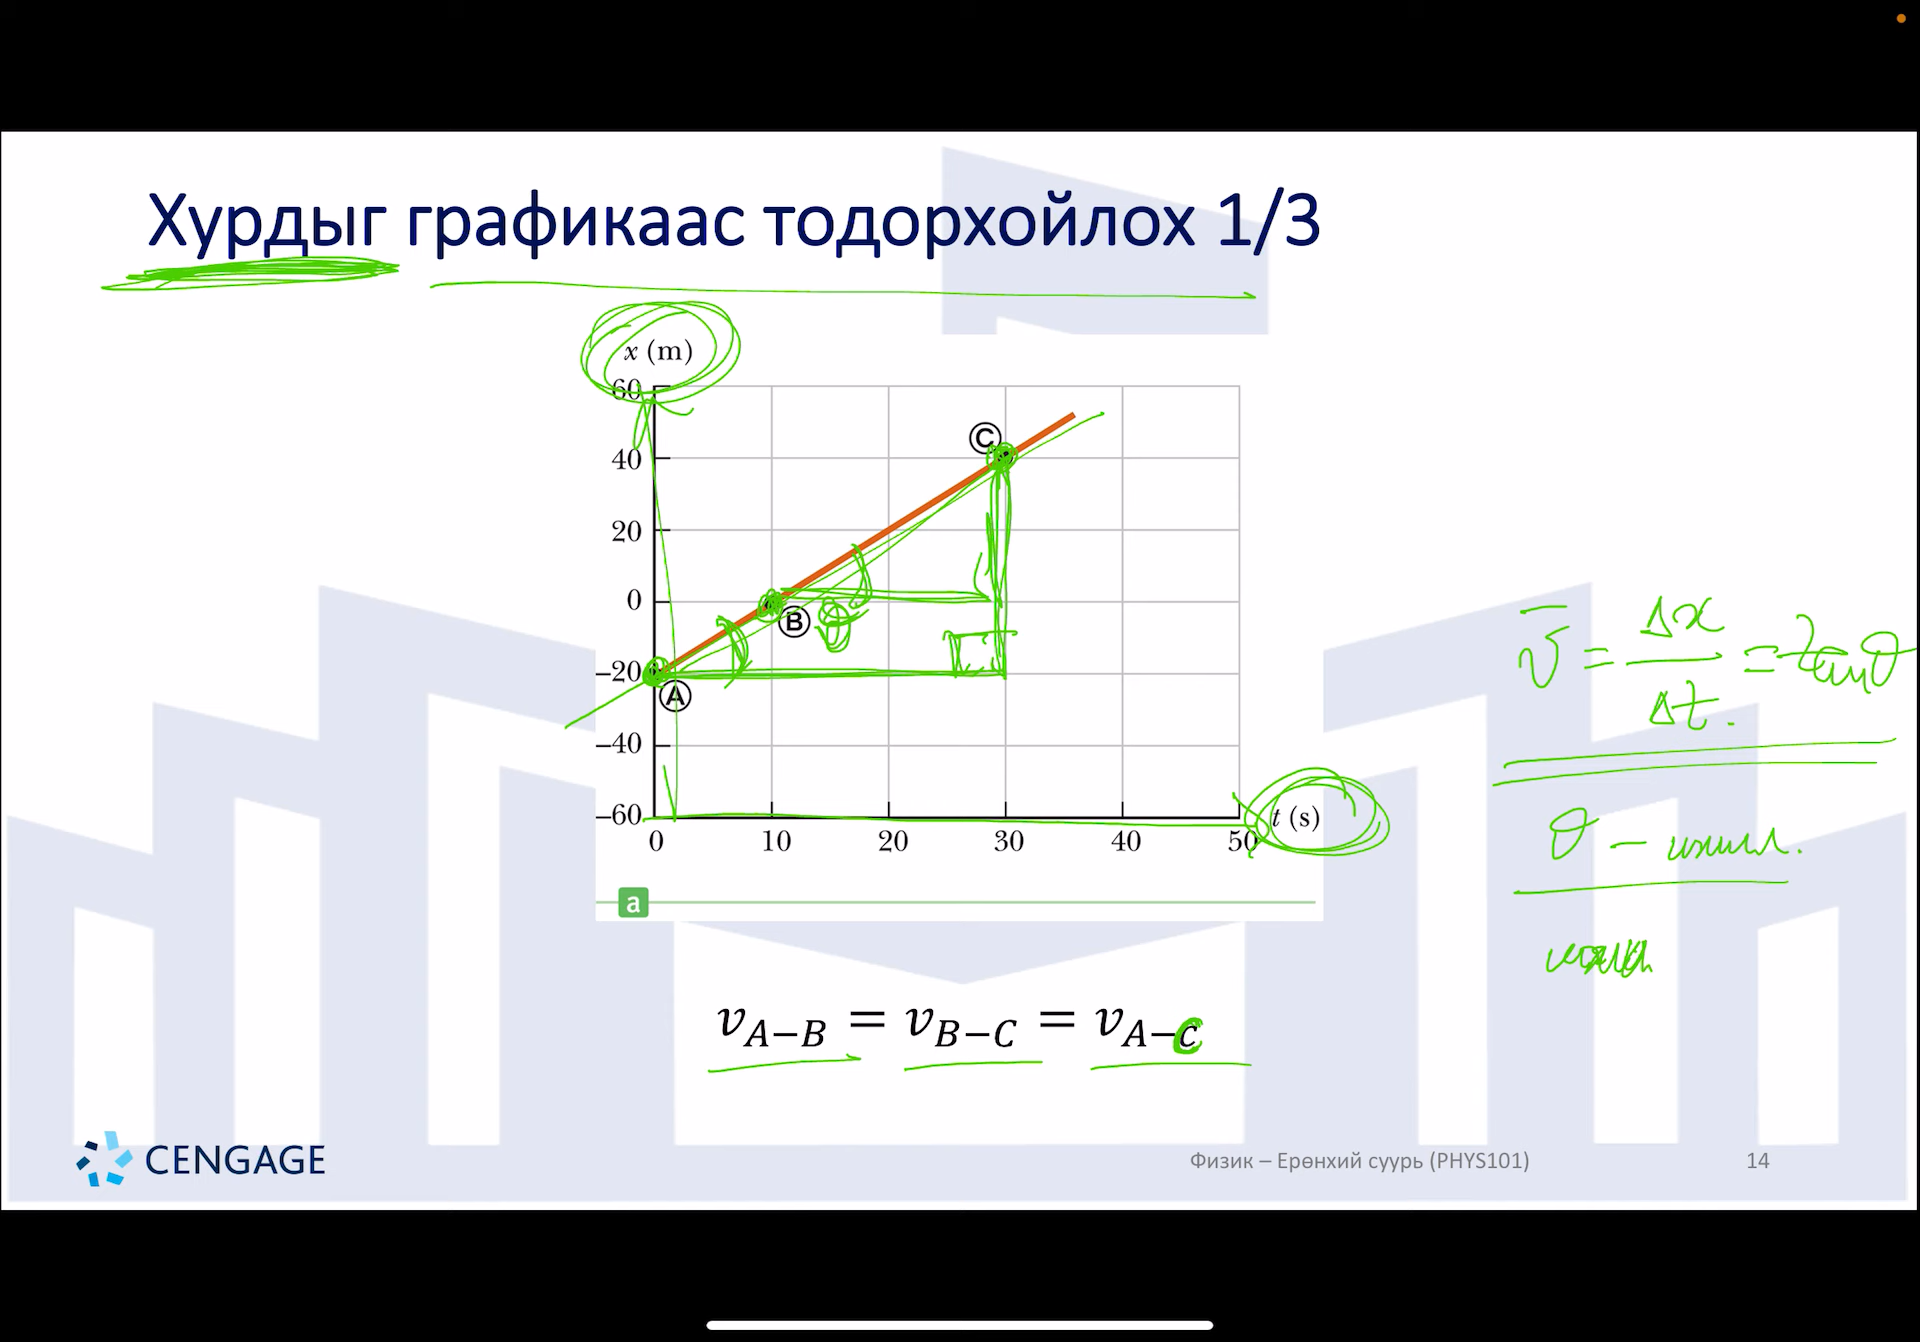 Хурдыг графикаас тодорхойлох 1/3
x (m)
60
40
20
0
–20
–40
–60
A
B
C
θ
0 10 20 30 40 50 t (s)
a
v̅ = Δx / Δt = tanθ
θ – ижил.
v_{A−B} = v_{B−C} = v_{A−C}
CENGAGE
Физик – Ерөнхий суурь (PHYS101) 14